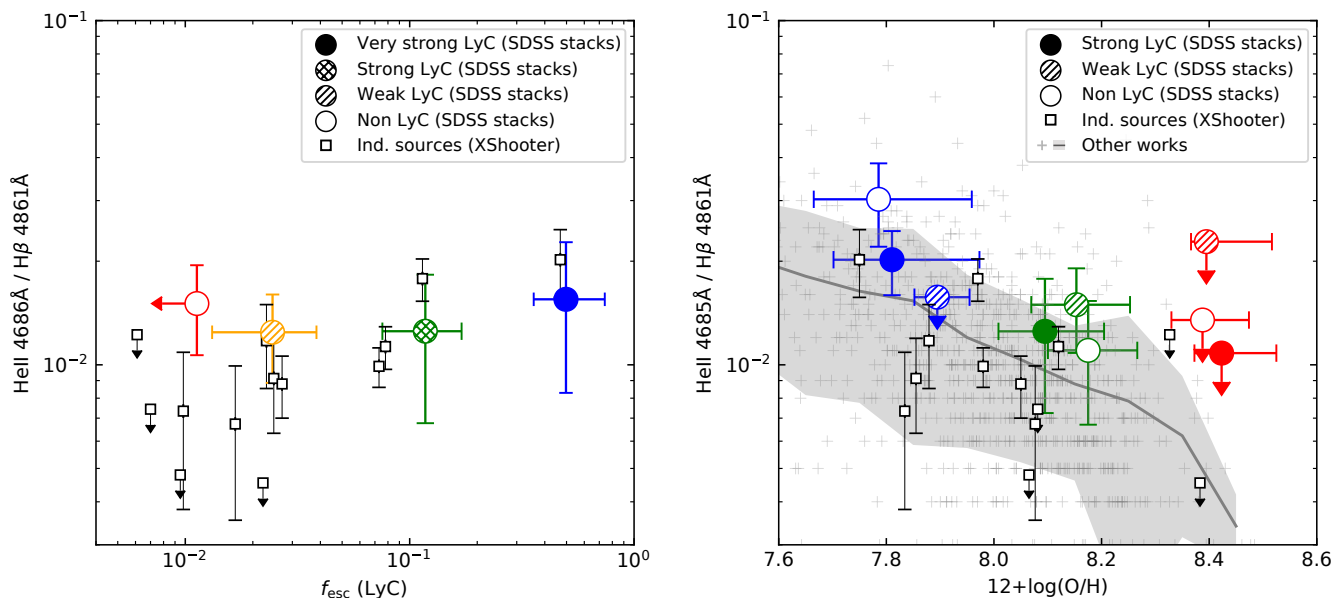 10⁻¹
Very strong LyC (SDSS stacks)
Strong LyC (SDSS stacks)
Weak LyC (SDSS stacks)
Non LyC (SDSS stacks)
Ind. sources (XShooter)
HeII 4686Å / Hβ 4861Å
10⁻²
10⁻² 10⁻¹ 10⁰
f_esc (LyC)
10⁻¹
Strong LyC (SDSS stacks)
Weak LyC (SDSS stacks)
Non LyC (SDSS stacks)
Ind. sources (XShooter)
Other works
HeII 4685Å / Hβ 4861Å
10⁻²
7.6 7.8 8.0 8.2 8.4 8.6
12+log(O/H)